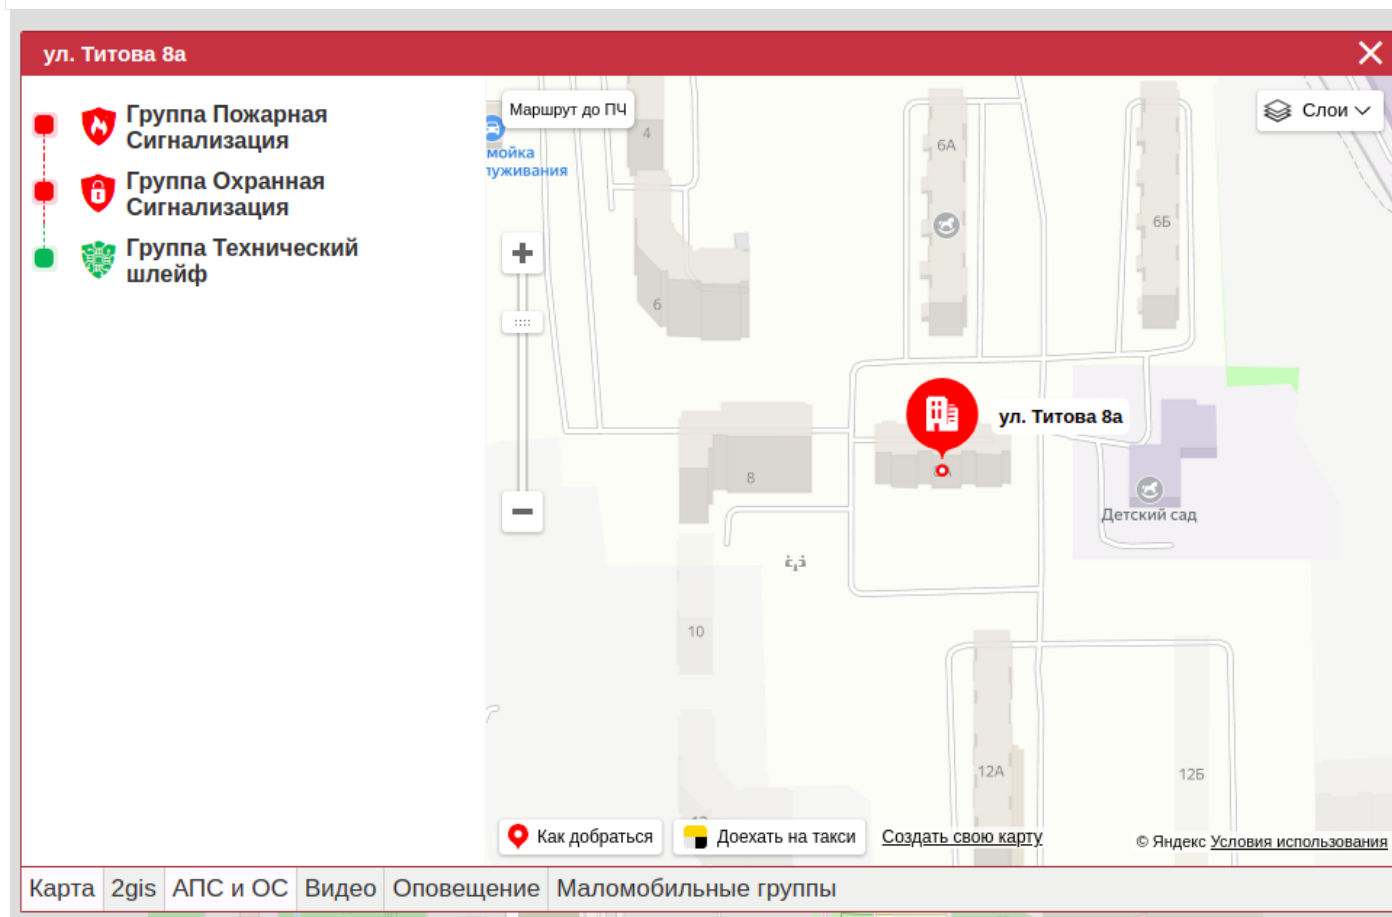 ул. Титова 8а
Группа Пожарная
Сигнализация
Группа Охранная
Сигнализация
Группа Технический
шлейф
Маршрут до ПЧ
Слои
мойка
луживания
4
6А
6Б
6
ул. Титова 8а
8
Детский сад
10
12А
12Б
Как добраться
Доехать на такси
Создать свою карту
© Яндекс Условия использования
Карта
2gis
АПС и ОС
Видео
Оповещение
Маломобильные группы